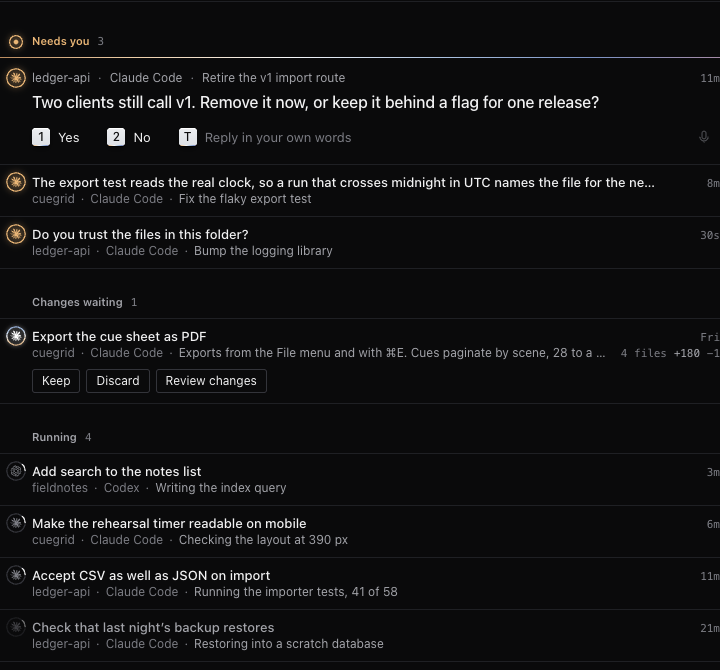 Needs you 3
ledger-api · Claude Code · Retire the v1 import route 11m
Two clients still call v1. Remove it now, or keep it behind a flag for one release?
1 Yes 2 No T Reply in your own words
The export test reads the real clock, so a run that crosses midnight in UTC names the file for the ne... 8m
cuegrid · Claude Code · Fix the flaky export test
Do you trust the files in this folder? 30s
ledger-api · Claude Code · Bump the logging library
Changes waiting 1
Export the cue sheet as PDF Fri
cuegrid · Claude Code · Exports from the File menu and with ⌘E. Cues paginate by scene, 28 to a ... 4 files +180 −1
Keep Discard Review changes
Running 4
Add search to the notes list 3m
fieldnotes · Codex · Writing the index query
Make the rehearsal timer readable on mobile 6m
cuegrid · Claude Code · Checking the layout at 390 px
Accept CSV as well as JSON on import 11m
ledger-api · Claude Code · Running the importer tests, 41 of 58
Check that last night’s backup restores 21m
ledger-api · Claude Code · Restoring into a scratch database